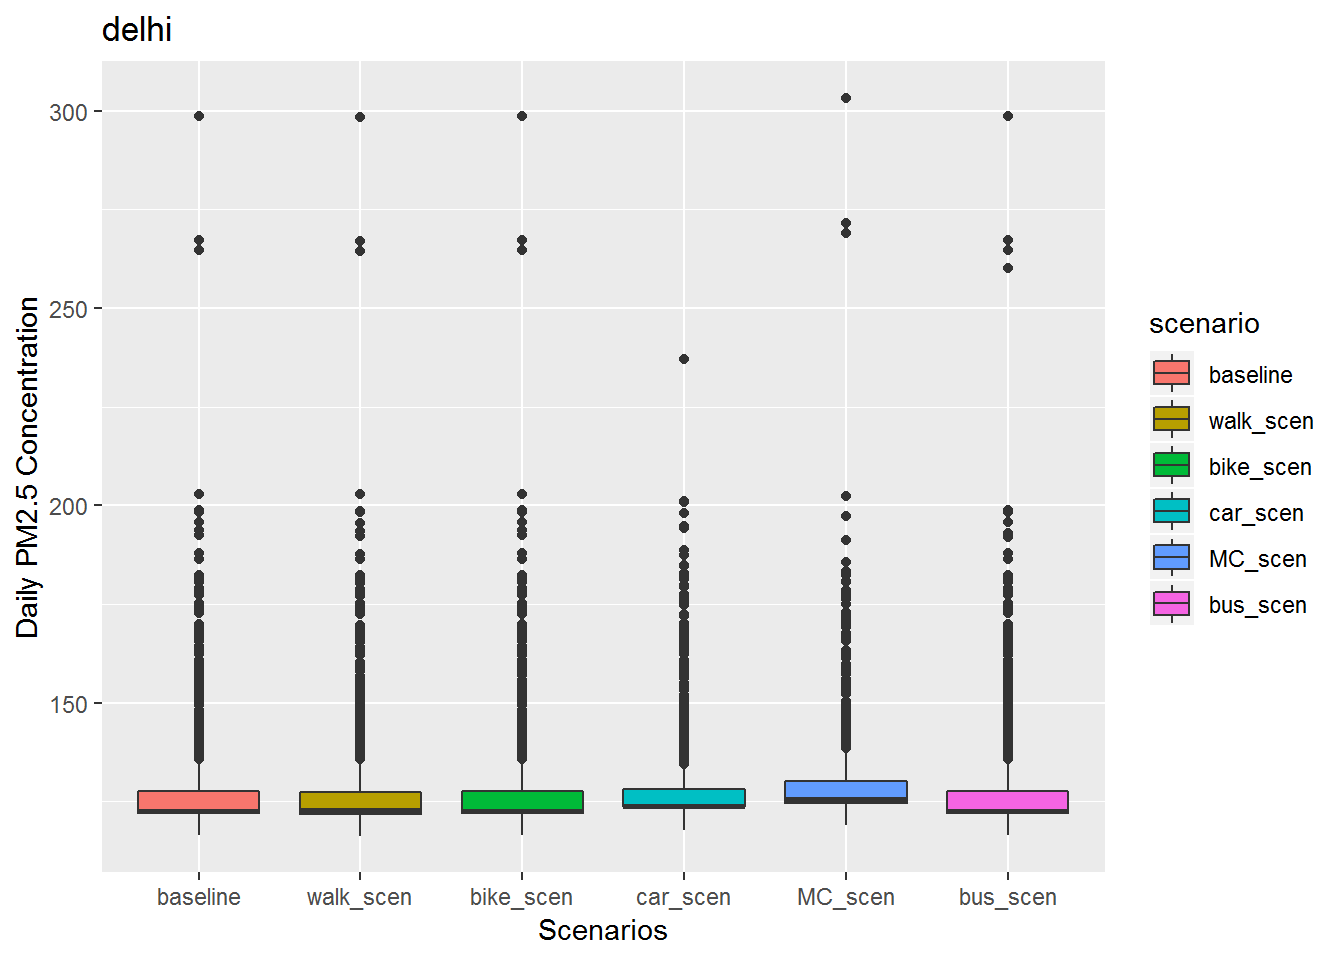 delhi
Daily PM2.5 Concentration
300
250
200
150
baseline walk_scen bike_scen car_scen MC_scen bus_scen
Scenarios
scenario
baseline
walk_scen
bike_scen
car_scen
MC_scen
bus_scen